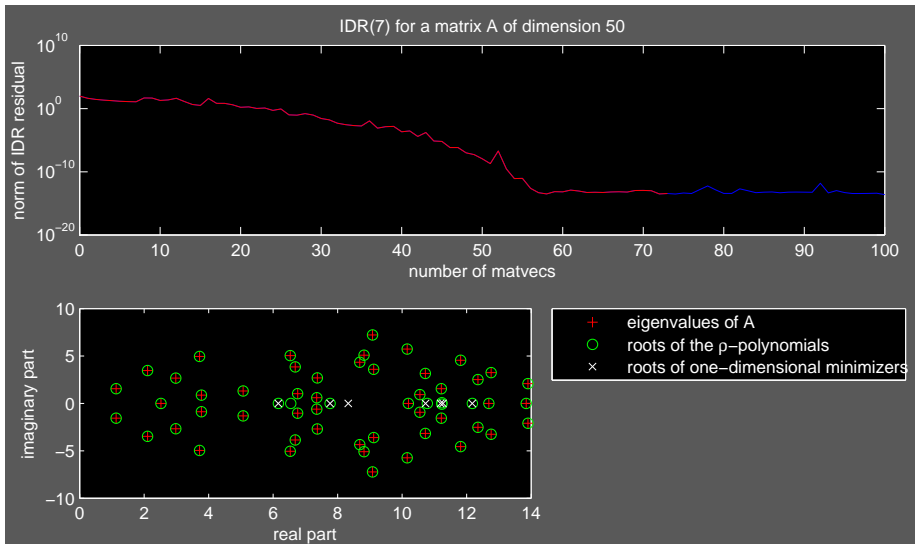 IDR(7) for a matrix A of dimension 50
norm of IDR residual
10^10
10^0
10^−10
10^−20
0 10 20 30 40 50 60 70 80 90 100
number of matvecs
imaginary part
10
5
0
−5
−10
0 2 4 6 8 10 12 14
real part
eigenvalues of A
roots of the ρ−polynomials
roots of one−dimensional minimizers